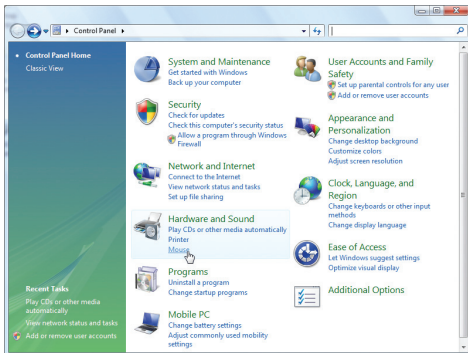 Control Panel
Control Panel Home
Classic View
System and Maintenance
Get started with Windows
Back up your computer
Security
Check for updates
Check this computer's security status
Allow a program through Windows
Firewall
Network and Internet
Connect to the Internet
View network status and tasks
Set up file sharing
Hardware and Sound
Play CDs or other media automatically
Printer
Mouse
Programs
Uninstall a program
Change startup programs
Mobile PC
Change battery settings
Adjust commonly used mobility
settings
User Accounts and Family
Safety
Set up parental controls for any user
Add or remove user accounts
Appearance and
Personalization
Change desktop background
Customize colors
Adjust screen resolution
Clock, Language, and
Region
Change keyboards or other input
methods
Change display language
Ease of Access
Let Windows suggest settings
Optimize visual display
Additional Options
Recent Tasks
Play CDs or other media
automatically
View network status and tasks
Add or remove user accounts